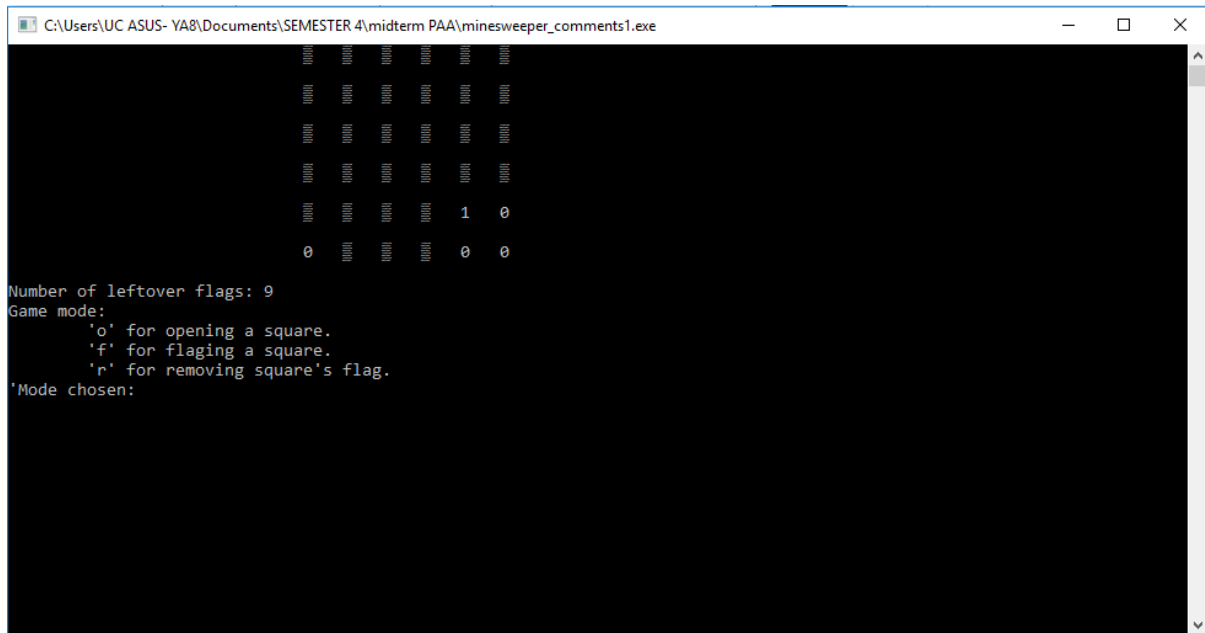 C:\Users\UC ASUS- YA8\Documents\SEMESTER 4\midterm PAA\minesweeper_comments1.exe
1 0
0 0 0
Number of leftover flags: 9
Game mode:
'o' for opening a square.
'f' for flaging a square.
'r' for removing square's flag.
'Mode chosen: